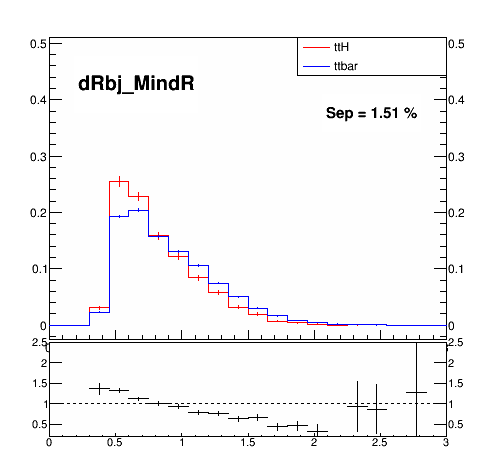 0.5 0.5
ttH
ttbar
dRbj_MindR
0.4 0.4
Sep = 1.51 %
0.3 0.3
0.2 0.2
0.1 0.1
0 0
2.5 2.5
2 2
1.5 1.5
1 1
0.5 0.5
0 0.5 1 1.5 2 2.5 3